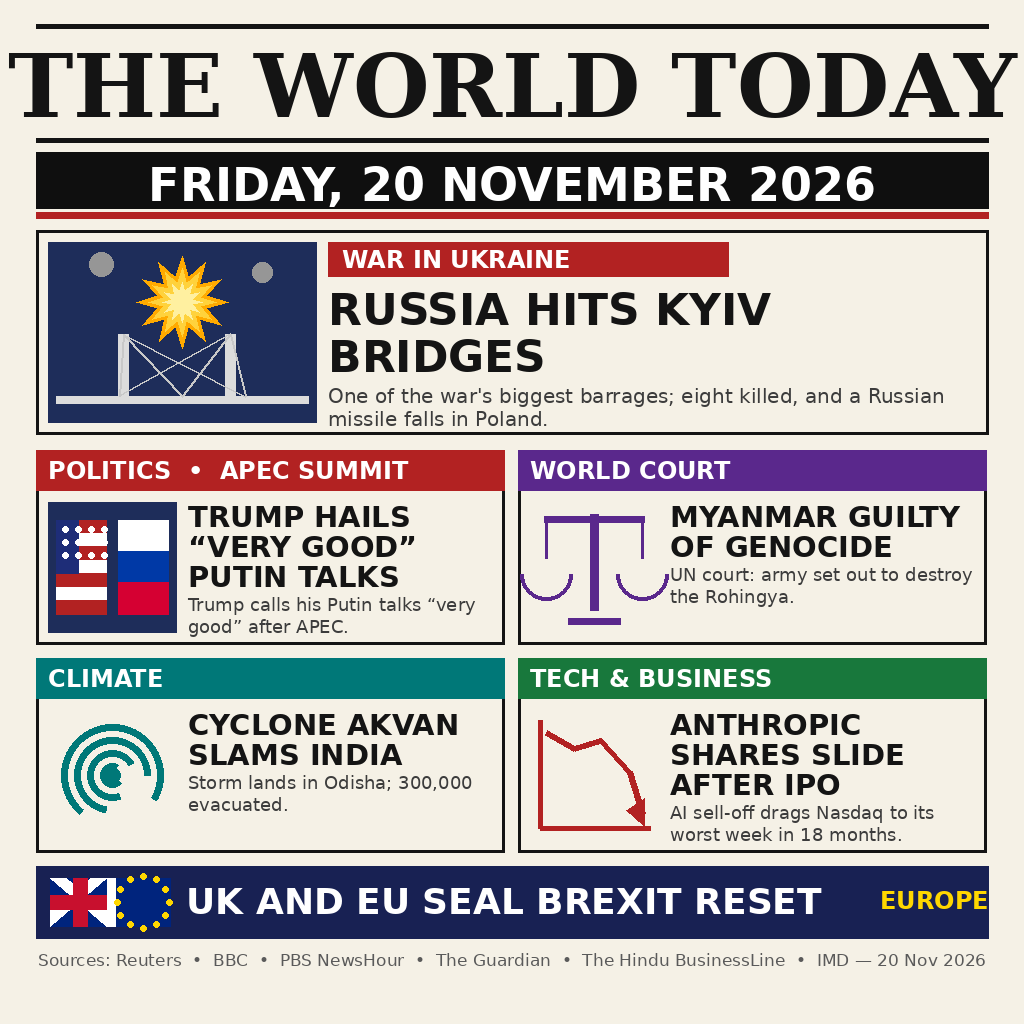 THE WORLD TODAY
FRIDAY, 20 NOVEMBER 2026
WAR IN UKRAINE
RUSSIA HITS KYIV
BRIDGES
One of the war's biggest barrages; eight killed, and a Russian
missile falls in Poland.
POLITICS • APEC SUMMIT
TRUMP HAILS
“VERY GOOD”
PUTIN TALKS
Trump calls his Putin talks “very
good” after APEC.
WORLD COURT
MYANMAR GUILTY
OF GENOCIDE
UN court: army set out to destroy
the Rohingya.
CLIMATE
CYCLONE AKVAN
SLAMS INDIA
Storm lands in Odisha; 300,000
evacuated.
TECH & BUSINESS
ANTHROPIC
SHARES SLIDE
AFTER IPO
AI sell-off drags Nasdaq to its
worst week in 18 months.
UK AND EU SEAL BREXIT RESET
EUROPE
Sources: Reuters • BBC • PBS NewsHour • The Guardian • The Hindu BusinessLine • IMD — 20 Nov 2026